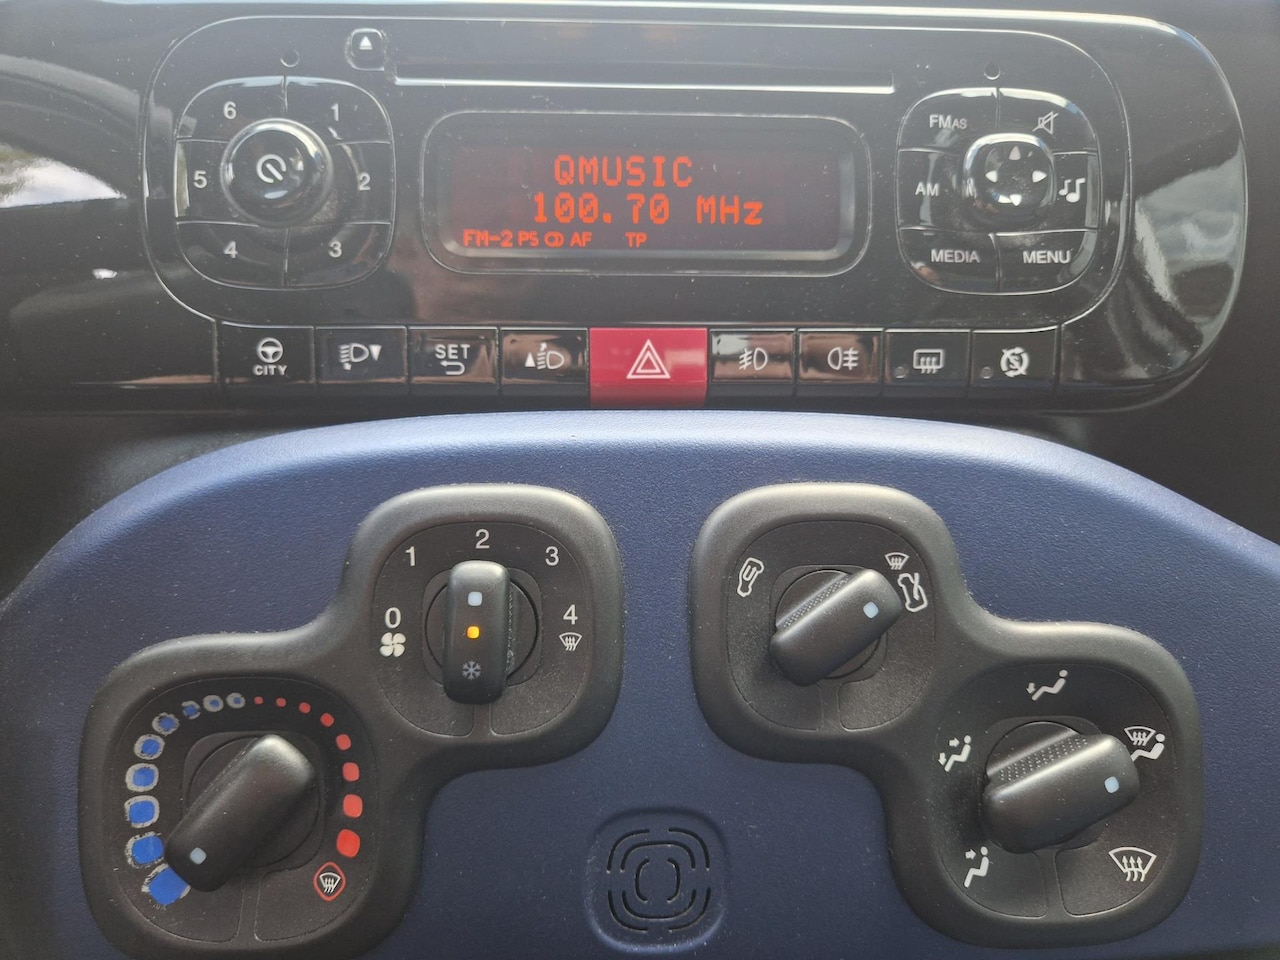 6 1
5 2
4 3
QMUSIC
100.70 MHz
FM-2 PS AF TP
FMAS
AM
MEDIA MENU
CITY
SET
1 2 3
0 4